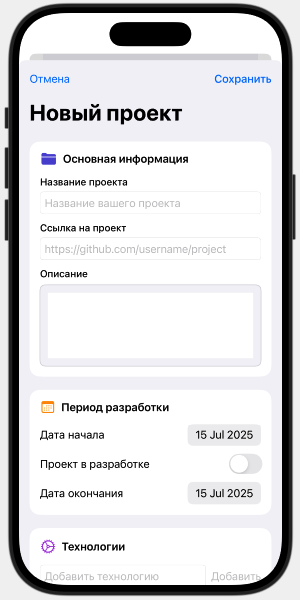 Отмена Сохранить
Новый проект
Основная информация
Название проекта
Название вашего проекта
Ссылка на проект
https://github.com/username/project
Описание
Период разработки
Дата начала 15 Jul 2025
Проект в разработке
Дата окончания 15 Jul 2025
Технологии
Добавить технологию Добавить